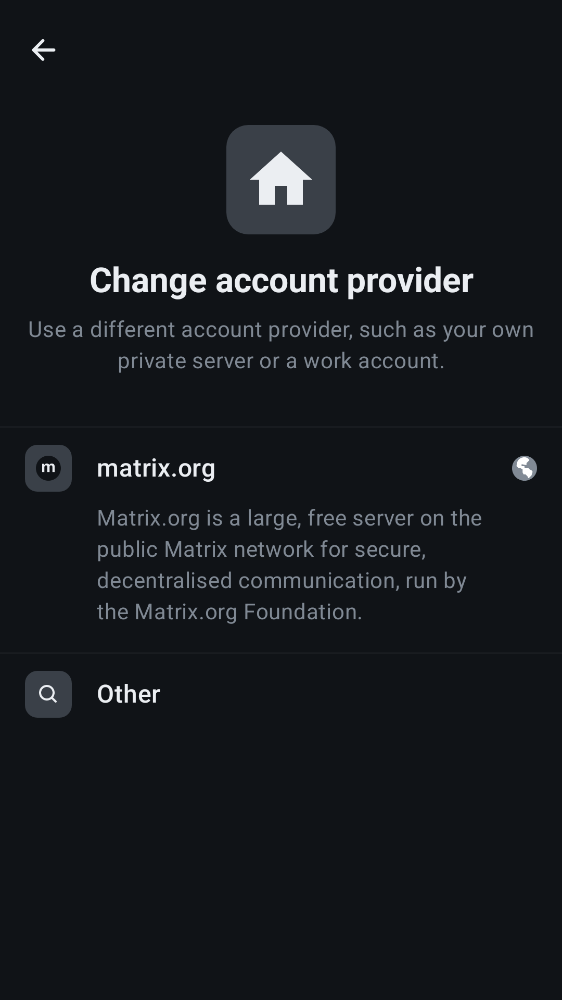 Change account provider
Use a different account provider, such as your own
private server or a work account.
m
matrix.org
Matrix.org is a large, free server on the
public Matrix network for secure,
decentralised communication, run by
the Matrix.org Foundation.
Other